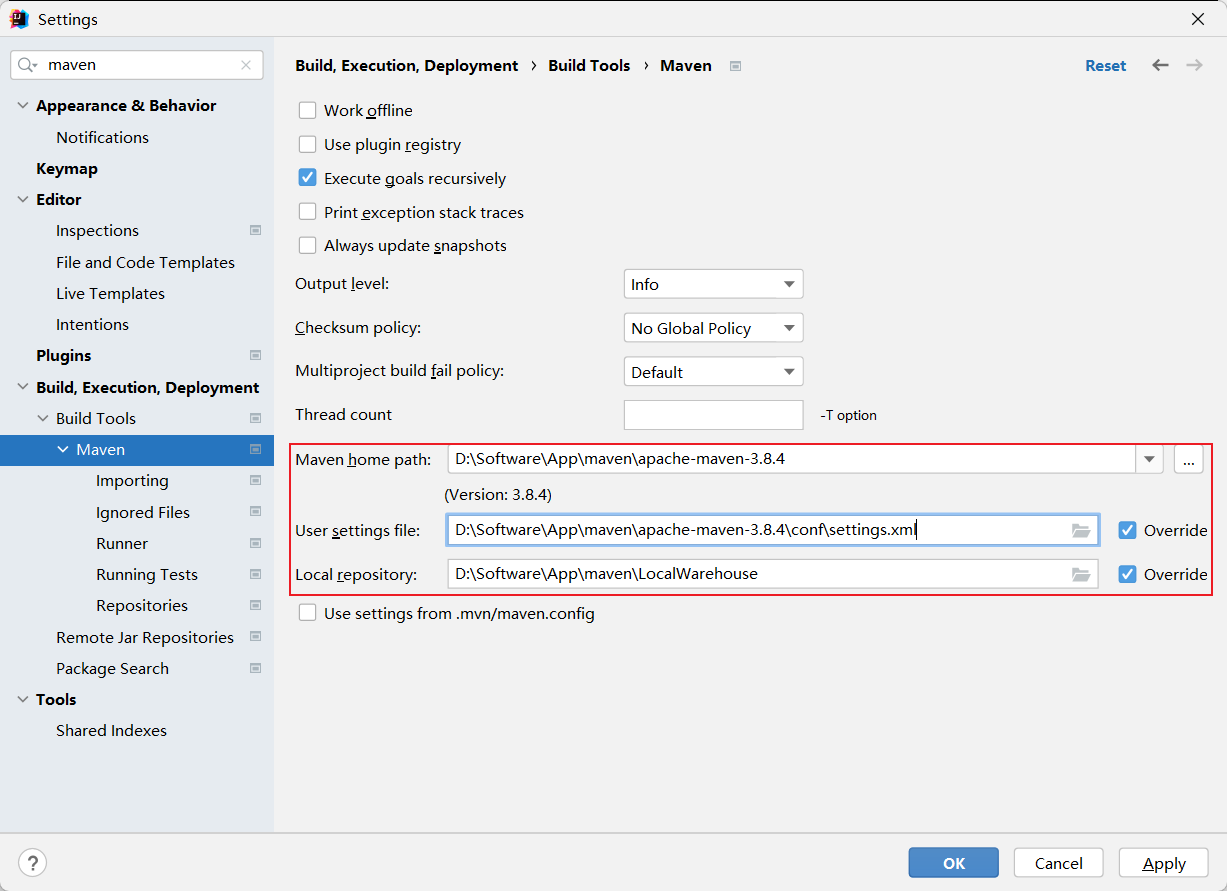 Settings
maven
Appearance & Behavior
Notifications
Keymap
Editor
Inspections
File and Code Templates
Live Templates
Intentions
Plugins
Build, Execution, Deployment
Build Tools
Maven
Importing
Ignored Files
Runner
Running Tests
Repositories
Remote Jar Repositories
Package Search
Tools
Shared Indexes
Build, Execution, Deployment › Build Tools › Maven
Reset
Work offline
Use plugin registry
Execute goals recursively
Print exception stack traces
Always update snapshots
Output level: Info
Checksum policy: No Global Policy
Multiproject build fail policy: Default
Thread count -T option
Maven home path: D:\Software\App\maven\apache-maven-3.8.4 ...
(Version: 3.8.4)
User settings file: D:\Software\App\maven\apache-maven-3.8.4\conf\settings.xml Override
Local repository: D:\Software\App\maven\LocalWarehouse Override
Use settings from .mvn/maven.config
? OK Cancel Apply